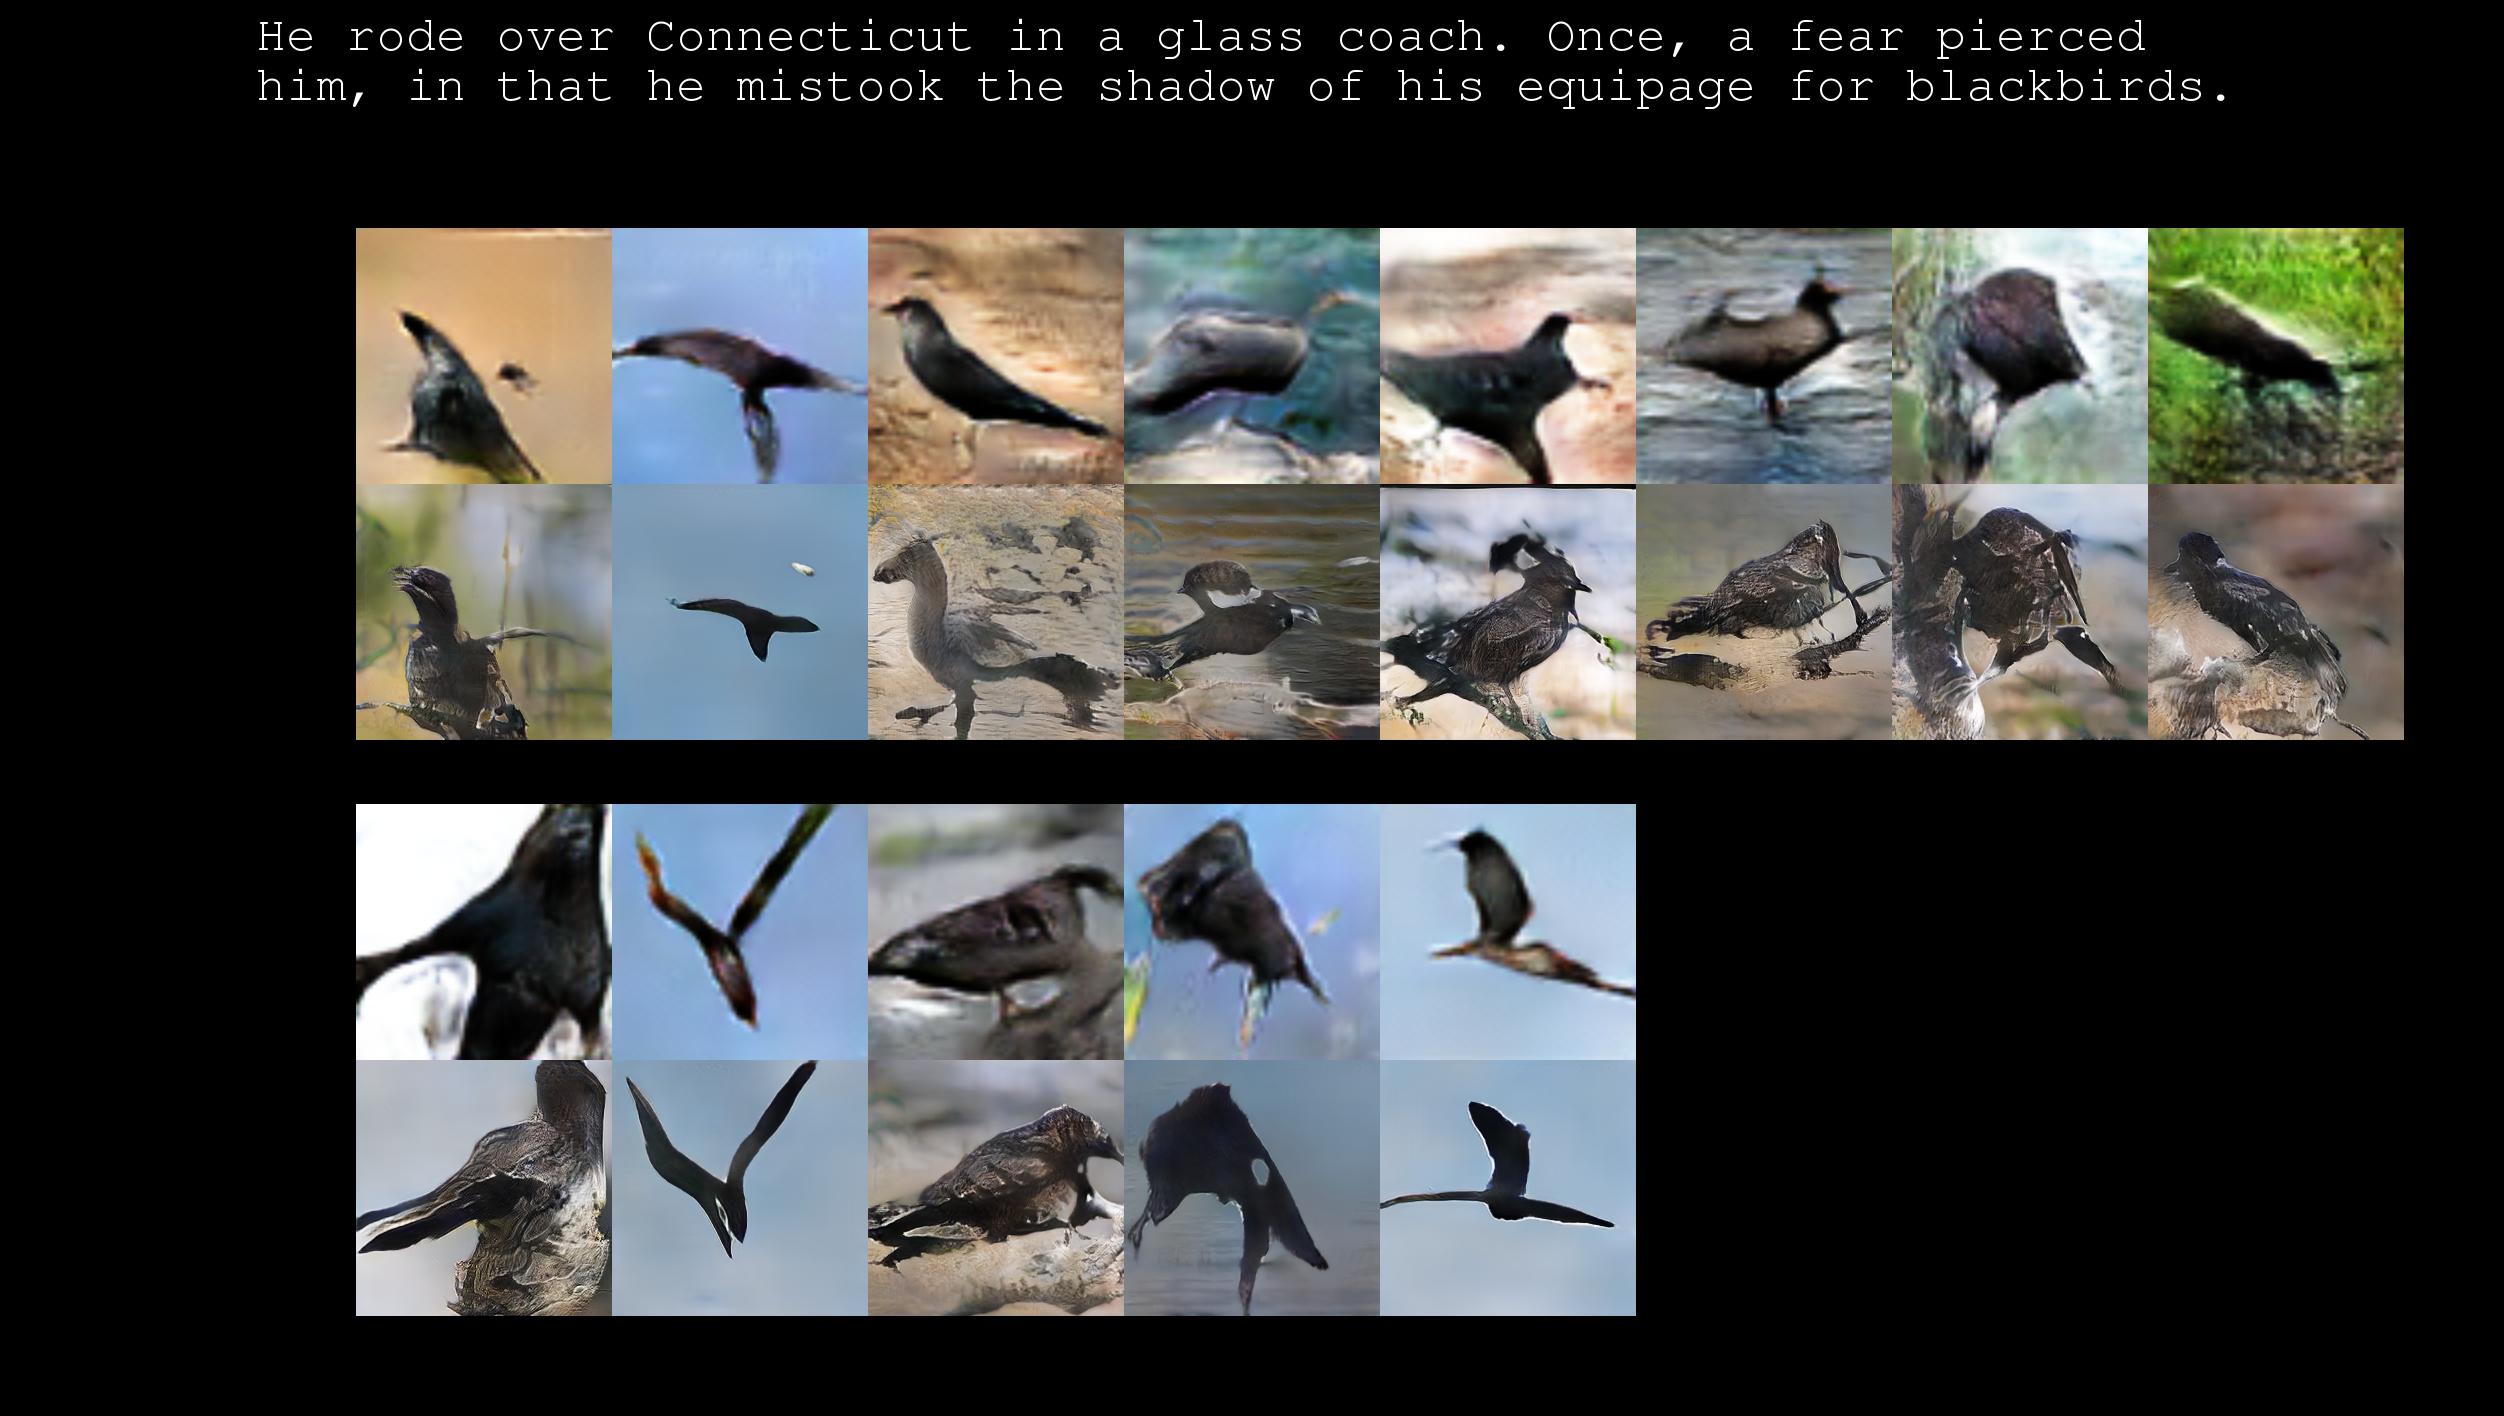 He rode over Connecticut in a glass coach. Once, a fear pierced
him, in that he mistook the shadow of his equipage for blackbirds.